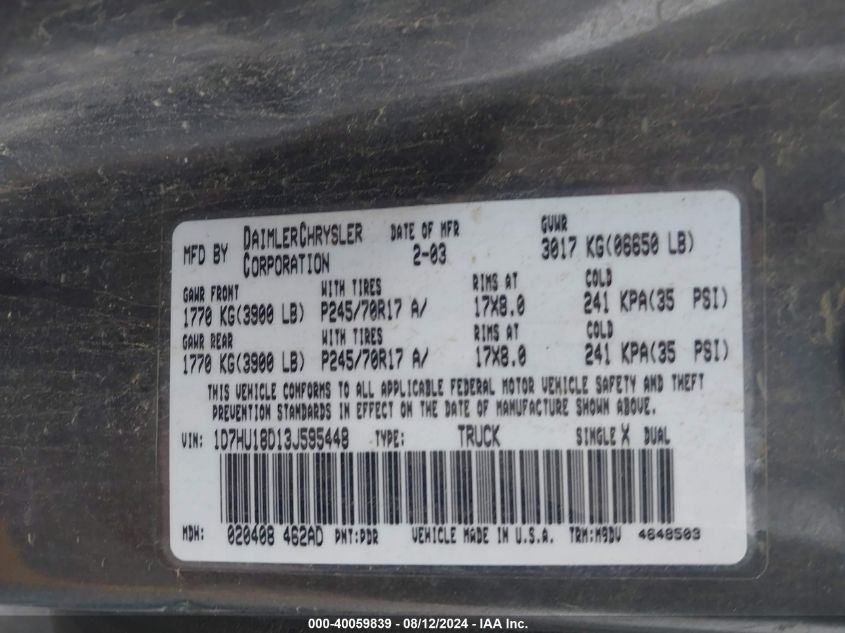 MFD BY DAIMLERCHRYSLER CORPORATION DATE OF MFR 2-03 GVWR 3017 KG(06650 LB)
GAWR FRONT WITH TIRES RIMS AT COLD
1770 KG(3900 LB) P245/70R17 A/ 17X8.0 241 KPA(35 PSI)
GAWR REAR WITH TIRES RIMS AT COLD
1770 KG(3900 LB) P245/70R17 A/ 17X8.0 241 KPA(35 PSI)
THIS VEHICLE CONFORMS TO ALL APPLICABLE FEDERAL MOTOR VEHICLE SAFETY AND THEFT
PREVENTION STANDARDS IN EFFECT ON THE DATE OF MANUFACTURE SHOWN ABOVE.
VIN: 1D7HU18D13J595448 TYPE: TRUCK SINGLE X DUAL
MDH: 020408 462AD PNT:PDR VEHICLE MADE IN U.S.A. TRM:M9DV 4648503
000-40059839 - 08/12/2024 - IAA Inc.